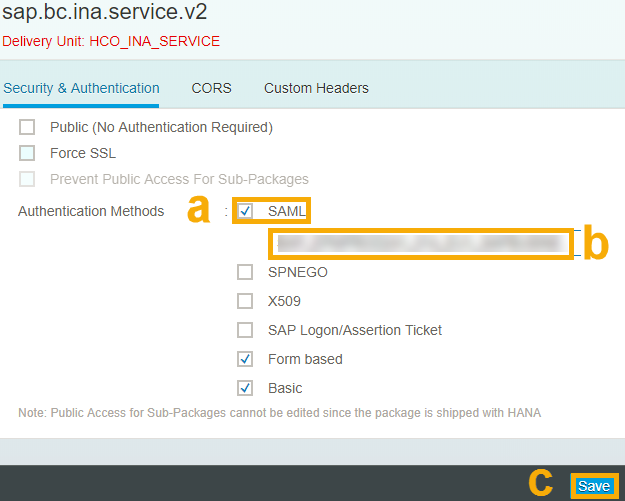 sap.bc.ina.service.v2
Delivery Unit: HCO_INA_SERVICE
Security & Authentication CORS Custom Headers
Public (No Authentication Required)
Force SSL
Prevent Public Access For Sub-Packages
Authentication Methods a : SAML
b
SPNEGO
X509
SAP Logon/Assertion Ticket
Form based
Basic
Note: Public Access for Sub-Packages cannot be edited since the package is shipped with HANA
c Save